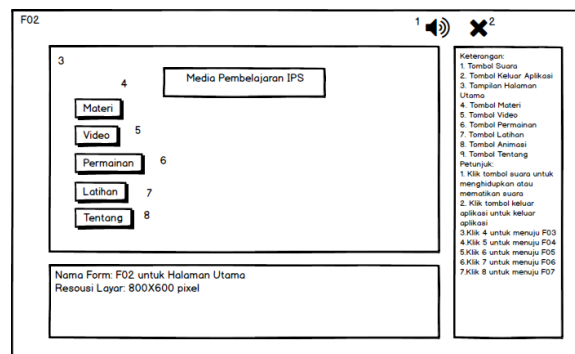 F02
1
2
3
Media Pembelajaran IPS
4
Materi
Video 5
Permainan 6
Latihan 7
Tentang 8
Nama Form: F02 untuk Halaman Utama
Resousi Layar: 800X600 pixel
Keterangan:
1. Tombol Suara
2. Tombol Keluar Aplikasi
3. Tampilan Halaman
Utama
4. Tombol Materi
5. Tombol Video
6. Tombol Permainan
7. Tombol Latihan
8. Tombol Animasi
9. Tombol Tentang
Petunjuk:
1. Klik tombol suara untuk
menghidupkan atau
mematikan suara
2. Klik tombol keluar
aplikasi untuk keluar
aplikasi
3.Klik 4 untuk menuju F03
4.Klik 5 untuk menuju F04
5.Klik 6 untuk menuju F05
6.Klik 7 untuk menuju F06
7.Klik 8 untuk menuju F07